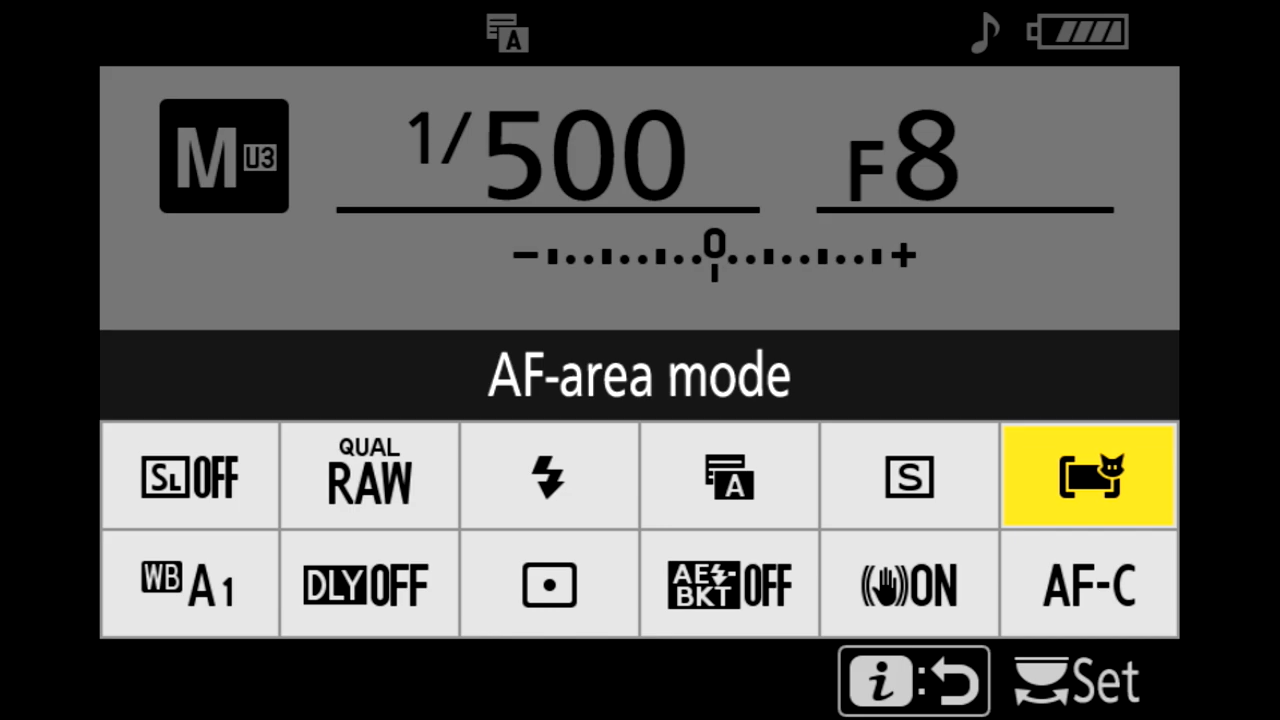 A
M U3 1/500 F8
- 0 +
AF-area mode
SL OFF QUAL RAW A S
WB A1 DLY OFF AE-BKT OFF ON AF-C
i : Set